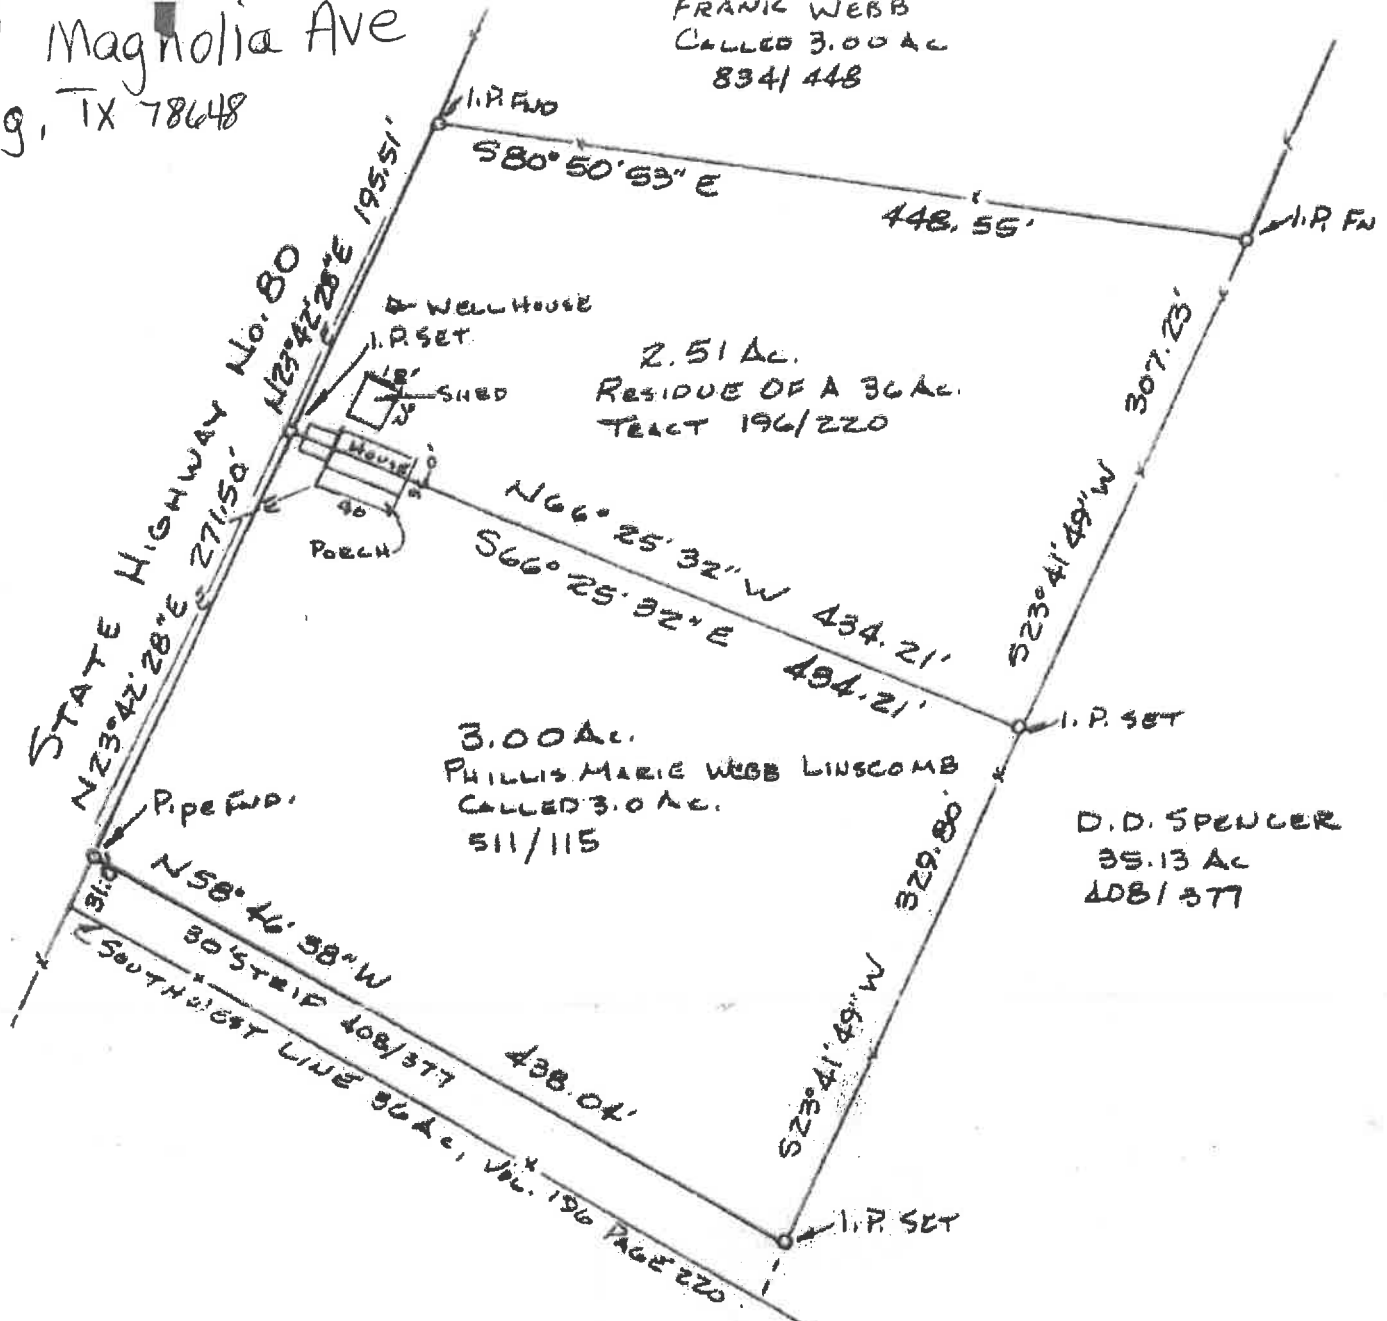 Magnolia Ave
g, TX 78648
FRANK WEBB
CALLED 3.00 AC
834/448
I.P. FND
S80°50'53"E
448.55'
I.P. FN
N23°42'28"E 195.51'
STATE HIGHWAY No. 80
WELL HOUSE
I.P. SET
18'
SHED
HOUSE
40
PORCH
2.51 AC.
RESIDUE OF A 36 AC.
TRACT 196/220
307.23'
S23°41'49"W
N66°25'32"W 434.21'
S66°25'32"E 434.21'
N23°42'28"E 271.50'
I.P. SET
3.00 AC.
PHILLIS MARIE WEBB LINSCOMB
CALLED 3.0 AC.
511/115
D.D. SPENCER
35.13 AC
408/377
329.80'
S23°41'49"W
Pipe FND.
31.0
N58°46'38"W
438.04'
30' STRIP 408/377
SOUTHWEST LINE 36 AC, VOL. 196 PAGE 220
I.P. SET